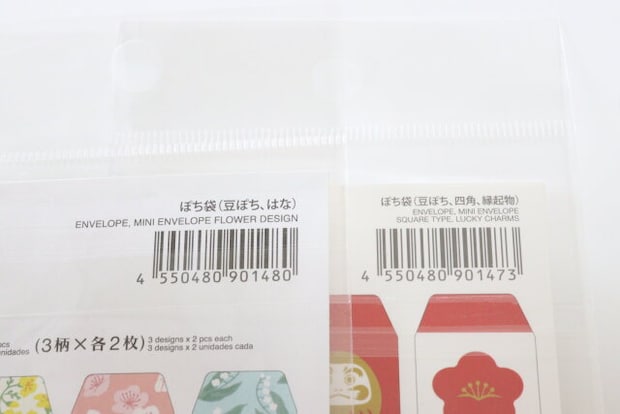 ぽち袋(豆ぽち、はな)
ENVELOPE, MINI ENVELOPE FLOWER DESIGN
4 550480 901480
pcs
unidades
(3柄×各2枚)
3 designs x 2 pcs each
3 designs x 2 unidades cada
ぽち袋(豆ぽち、四角、縁起物)
ENVELOPE, MINI ENVELOPE
SQUARE TYPE, LUCKY CHARMS
4 550480 901473